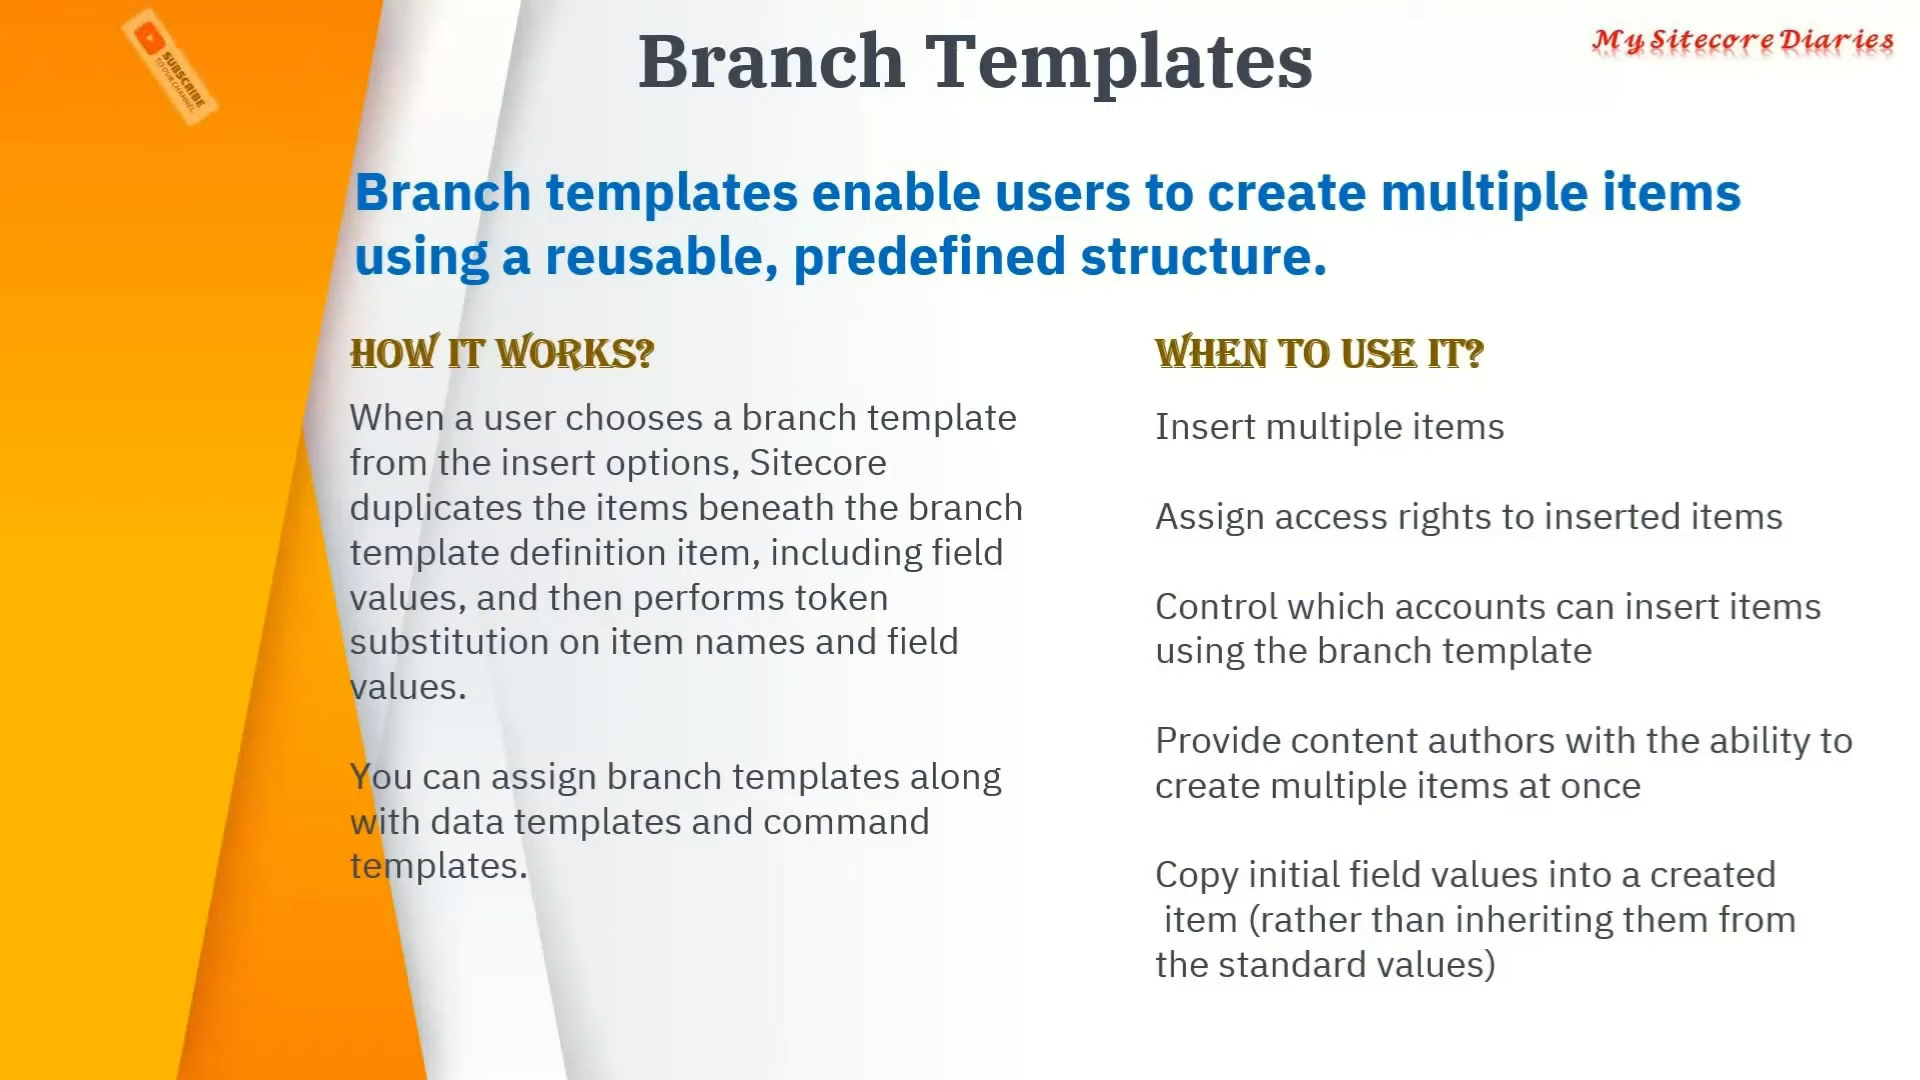 Branch Templates
My Sitecore Diaries
SUBSCRIBE
TO OUR CHANNEL
Branch templates enable users to create multiple items
using a reusable, predefined structure.
HOW IT WORKS?
When a user chooses a branch template
from the insert options, Sitecore
duplicates the items beneath the branch
template definition item, including field
values, and then performs token
substitution on item names and field
values.
You can assign branch templates along
with data templates and command
templates.
WHEN TO USE IT?
Insert multiple items
Assign access rights to inserted items
Control which accounts can insert items
using the branch template
Provide content authors with the ability to
create multiple items at once
Copy initial field values into a created
item (rather than inheriting them from
the standard values)